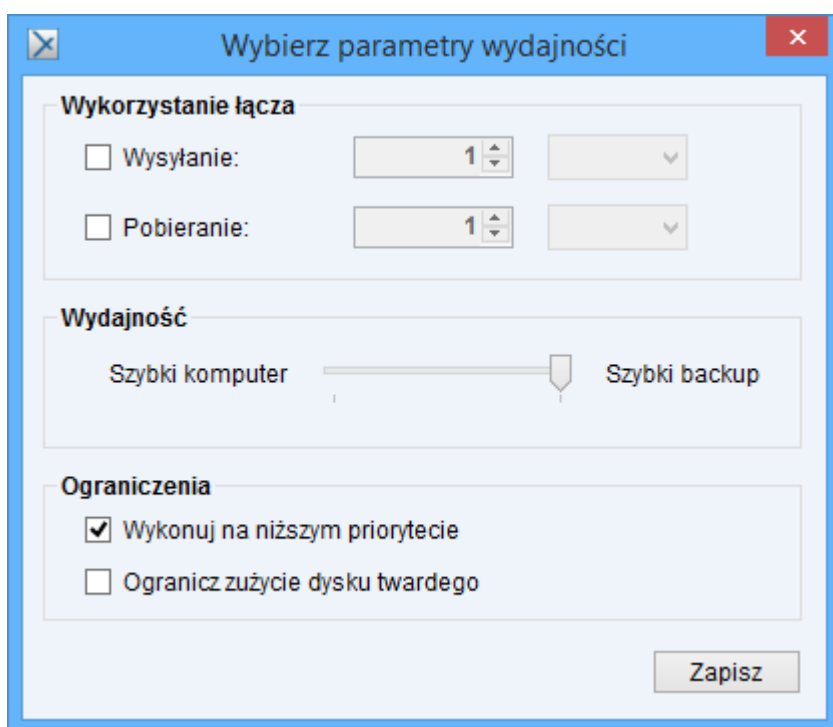 Wybierz parametry wydajności
Wykorzystanie łącza
Wysyłanie: 1
Pobieranie: 1
Wydajność
Szybki komputer Szybki backup
Ograniczenia
Wykonuj na niższym priorytecie
Ogranicz zużycie dysku twardego
Zapisz